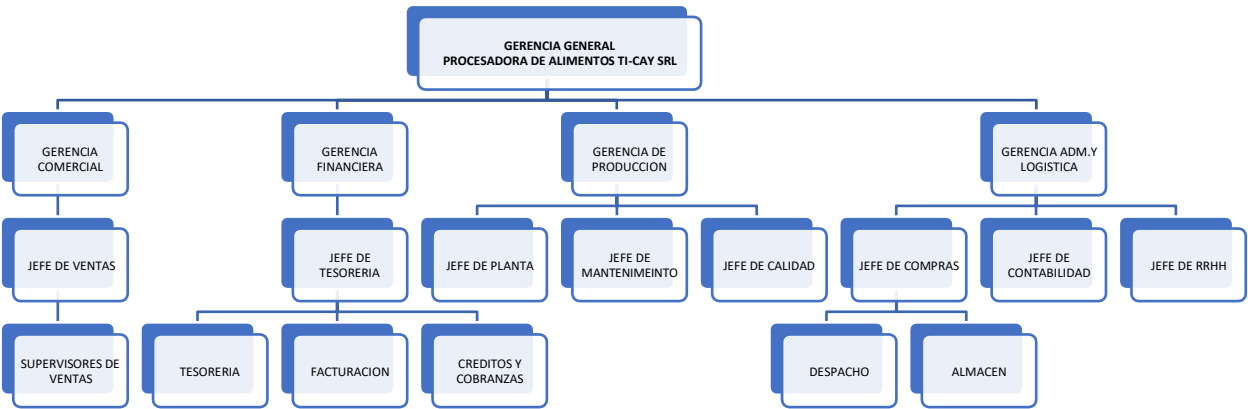 GERENCIA GENERAL
PROCESADORA DE ALIMENTOS TI-CAY SRL
GERENCIA
COMERCIAL
GERENCIA
FINANCIERA
GERENCIA DE
PRODUCCION
GERENCIA ADM.Y
LOGISTICA
JEFE DE VENTAS
JEFE DE
TESORERIA
JEFE DE PLANTA
JEFE DE
MANTENIMEINTO
JEFE DE CALIDAD
JEFE DE COMPRAS
JEFE DE
CONTABILIDAD
JEFE DE RRHH
SUPERVISORES DE
VENTAS
TESORERIA
FACTURACION
CREDITOS Y
COBRANZAS
DESPACHO
ALMACEN